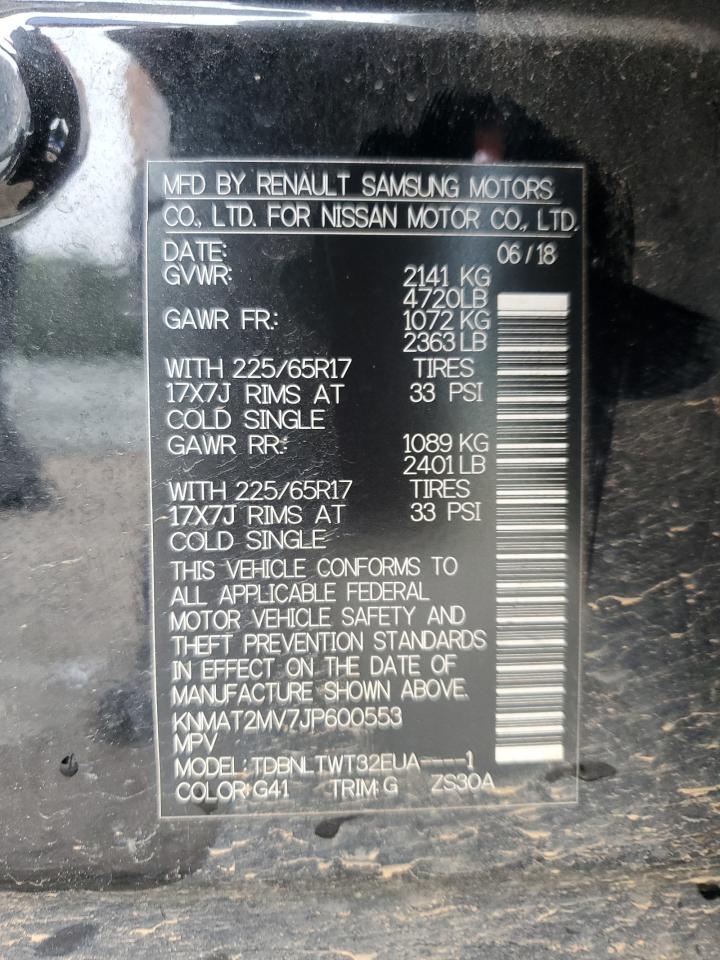 MFD BY RENAULT SAMSUNG MOTORS
CO., LTD. FOR NISSAN MOTOR CO., LTD.
DATE: 06/18
GVWR: 2141 KG
4720LB
GAWR FR: 1072 KG
2363 LB
WITH 225/65R17 TIRES
17X7J RIMS AT 33 PSI
COLD SINGLE
GAWR RR: 1089 KG
2401 LB
WITH 225/65R17 TIRES
17X7J RIMS AT 33 PSI
COLD SINGLE
THIS VEHICLE CONFORMS TO
ALL APPLICABLE FEDERAL
MOTOR VEHICLE SAFETY AND
THEFT PREVENTION STANDARDS
IN EFFECT ON THE DATE OF
MANUFACTURE SHOWN ABOVE.
KNMAT2MV7JP600553
MPV
MODEL: TDBNLTWT32EUA----1
COLOR: G41 TRIM: G ZS30A